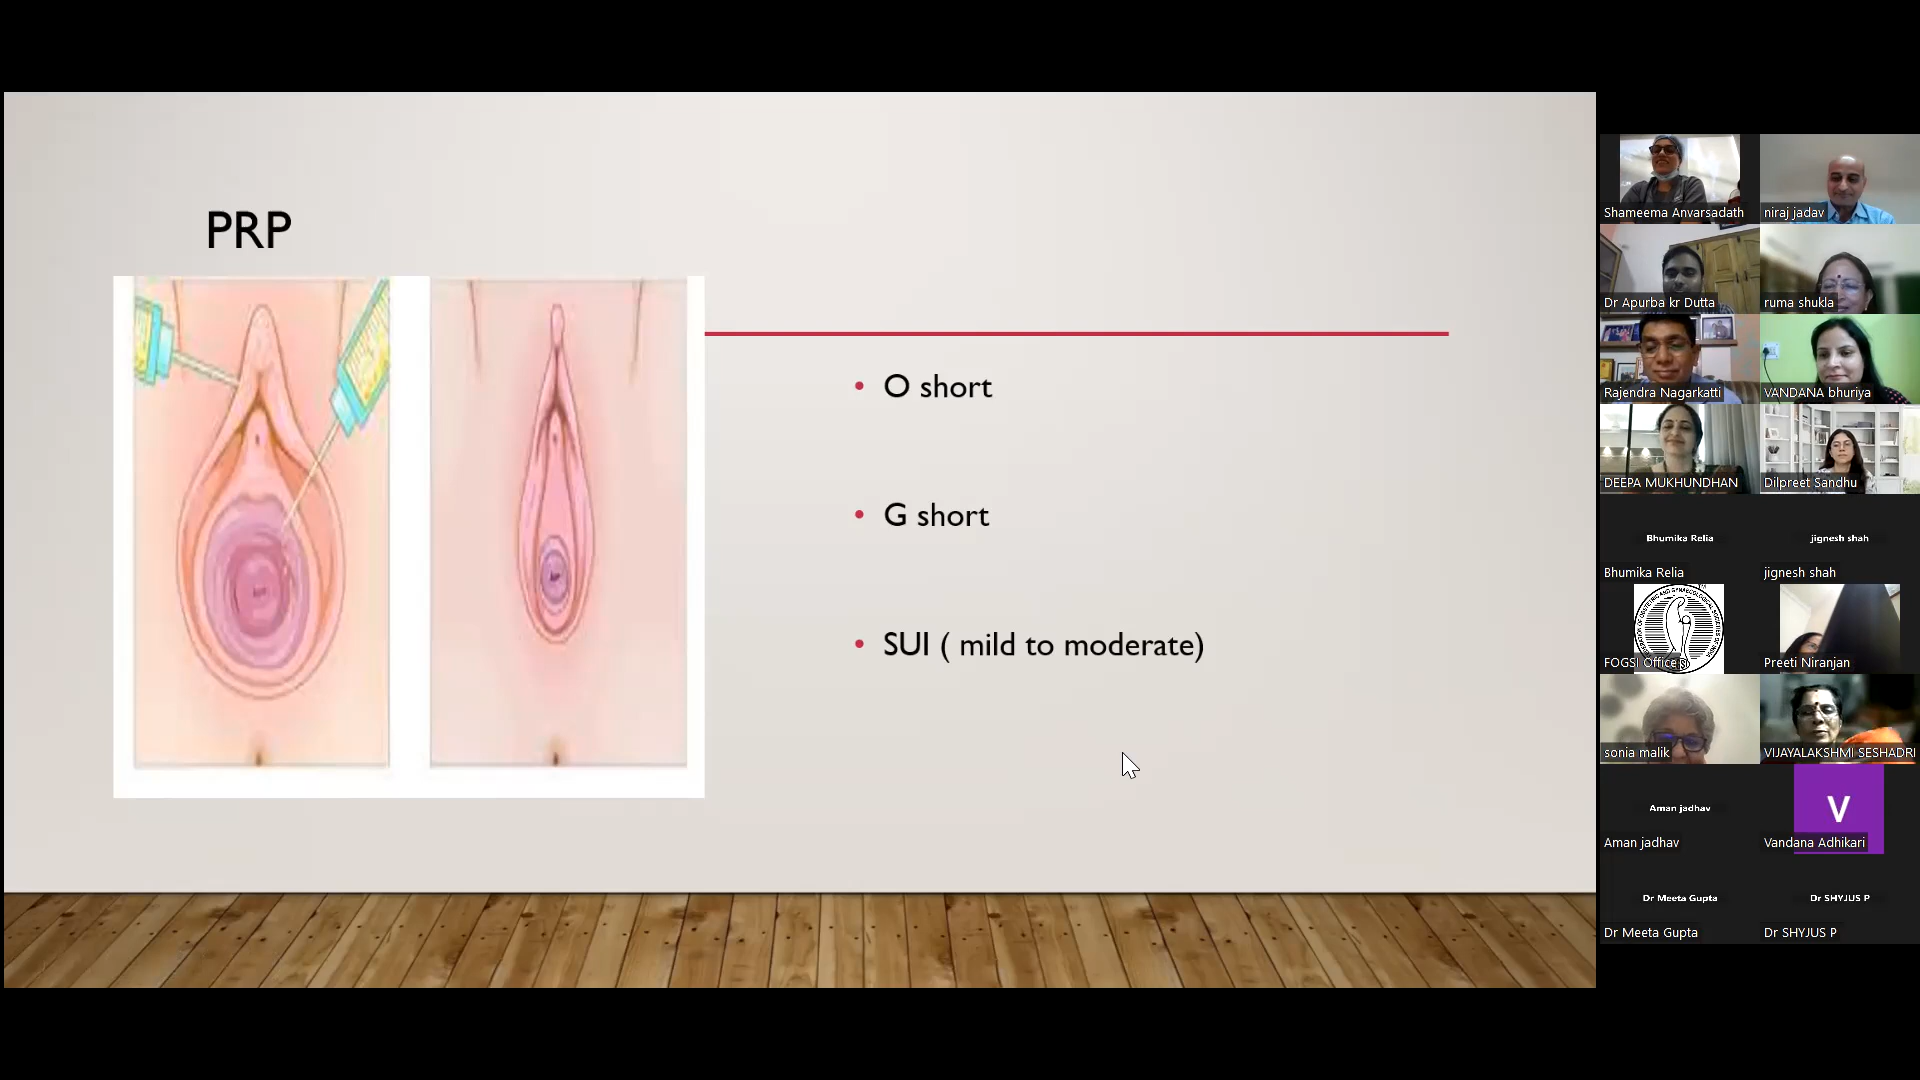 PRP
O short
G short
SUI ( mild to moderate)
Shameema Anvarsadath
niraj jadav
Dr Apurba kr Dutta
ruma shukla
Rajendra Nagarkatti
VANDANA bhuriya
DEEPA MUKHUNDHAN
Dilpreet Sandhu
Bhumika Relia
jignesh shah
Bhumika Relia
jignesh shah
FOGSI Office
Preeti Niranjan
sonia malik
VIJAYALAKSHMI SESHADRI
Aman jadhav
V
Aman jadhav
Vandana Adhikari
Dr Meeta Gupta
Dr SHYJUS P
Dr Meeta Gupta
Dr SHYJUS P